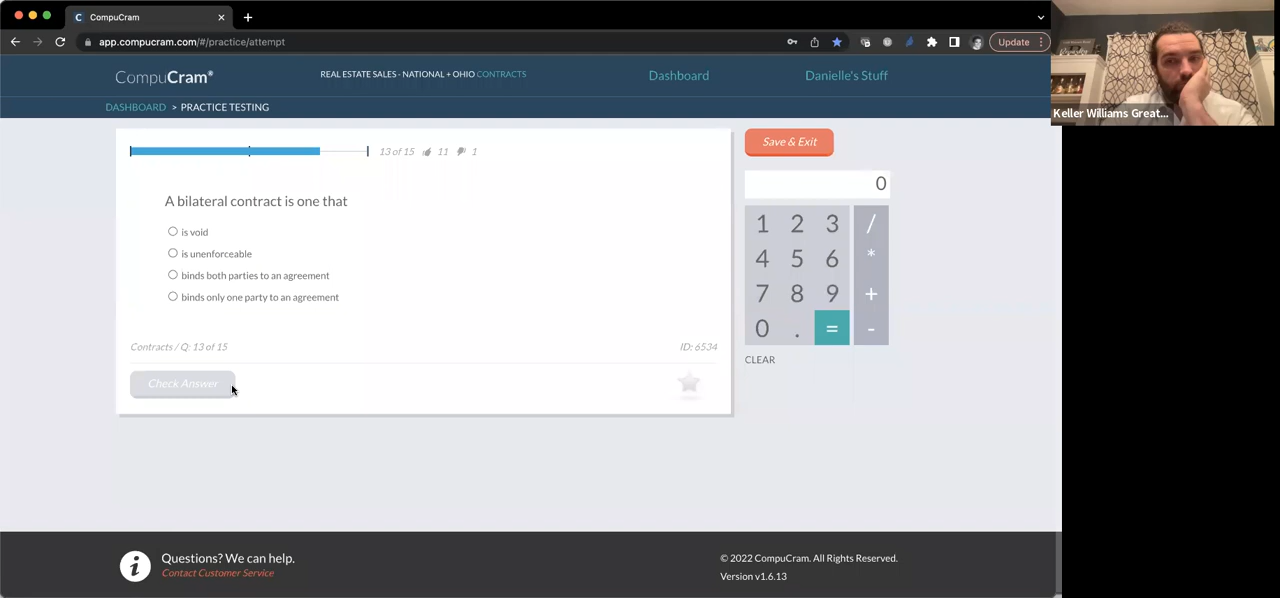 CompuCram
app.compucram.com/#/practice/attempt
Update
CompuCram®
REAL ESTATE SALES - NATIONAL + OHIO CONTRACTS
Dashboard
Danielle's Stuff
DASHBOARD > PRACTICE TESTING
13 of 15 11 1
A bilateral contract is one that
is void
is unenforceable
binds both parties to an agreement
binds only one party to an agreement
Contracts / Q: 13 of 15
ID: 6534
Check Answer
Save & Exit
0
1 2 3 /
4 5 6 *
7 8 9 +
0 . = -
CLEAR
Keller Williams Great...
Questions? We can help.
Contact Customer Service
© 2022 CompuCram. All Rights Reserved.
Version v1.6.13